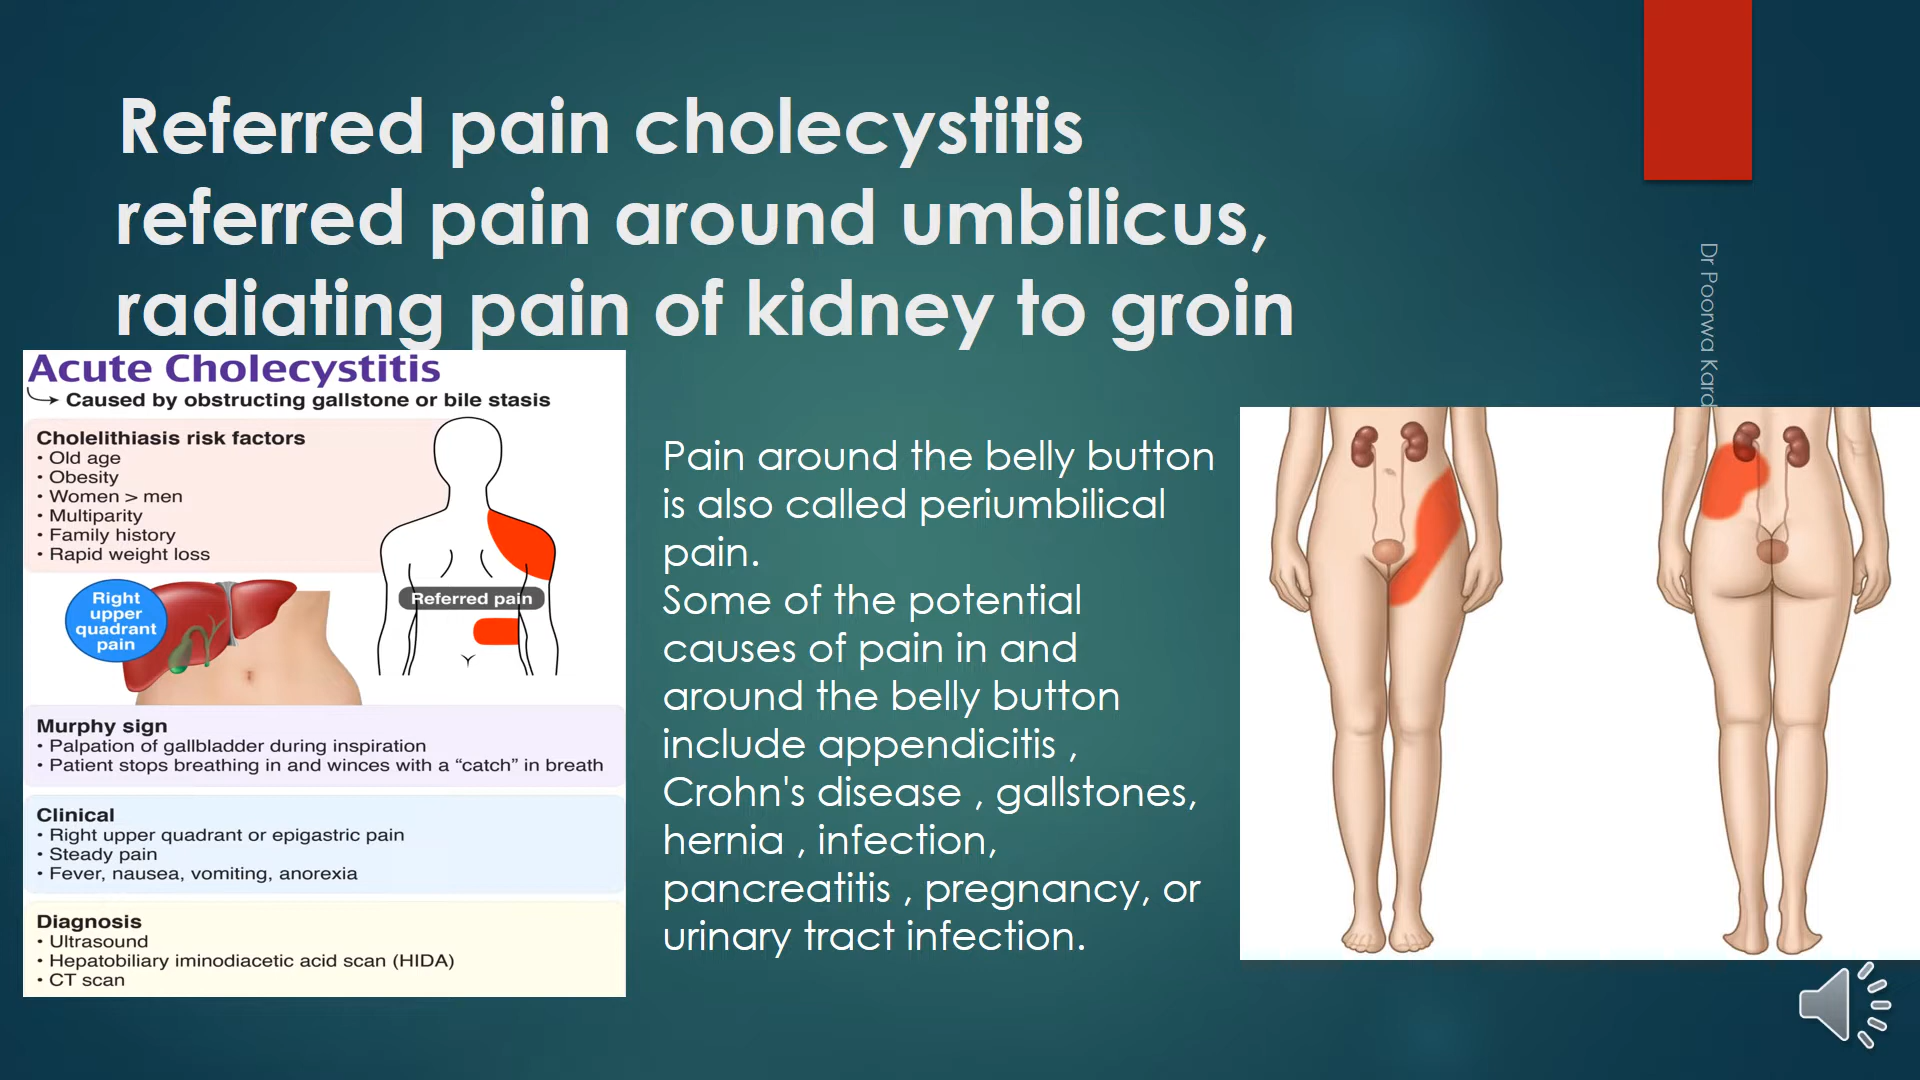 Referred pain cholecystitis
referred pain around umbilicus,
radiating pain of kidney to groin
Dr Poorwa Kard
Acute Cholecystitis
Caused by obstructing gallstone or bile stasis
Cholelithiasis risk factors
• Old age
• Obesity
• Women > men
• Multiparity
• Family history
• Rapid weight loss
Right
upper
quadrant
pain
Referred pain
Murphy sign
• Palpation of gallbladder during inspiration
• Patient stops breathing in and winces with a “catch” in breath
Clinical
• Right upper quadrant or epigastric pain
• Steady pain
• Fever, nausea, vomiting, anorexia
Diagnosis
• Ultrasound
• Hepatobiliary iminodiacetic acid scan (HIDA)
• CT scan
Pain around the belly button
is also called periumbilical
pain.
Some of the potential
causes of pain in and
around the belly button
include appendicitis ,
Crohn's disease , gallstones,
hernia , infection,
pancreatitis , pregnancy, or
urinary tract infection.